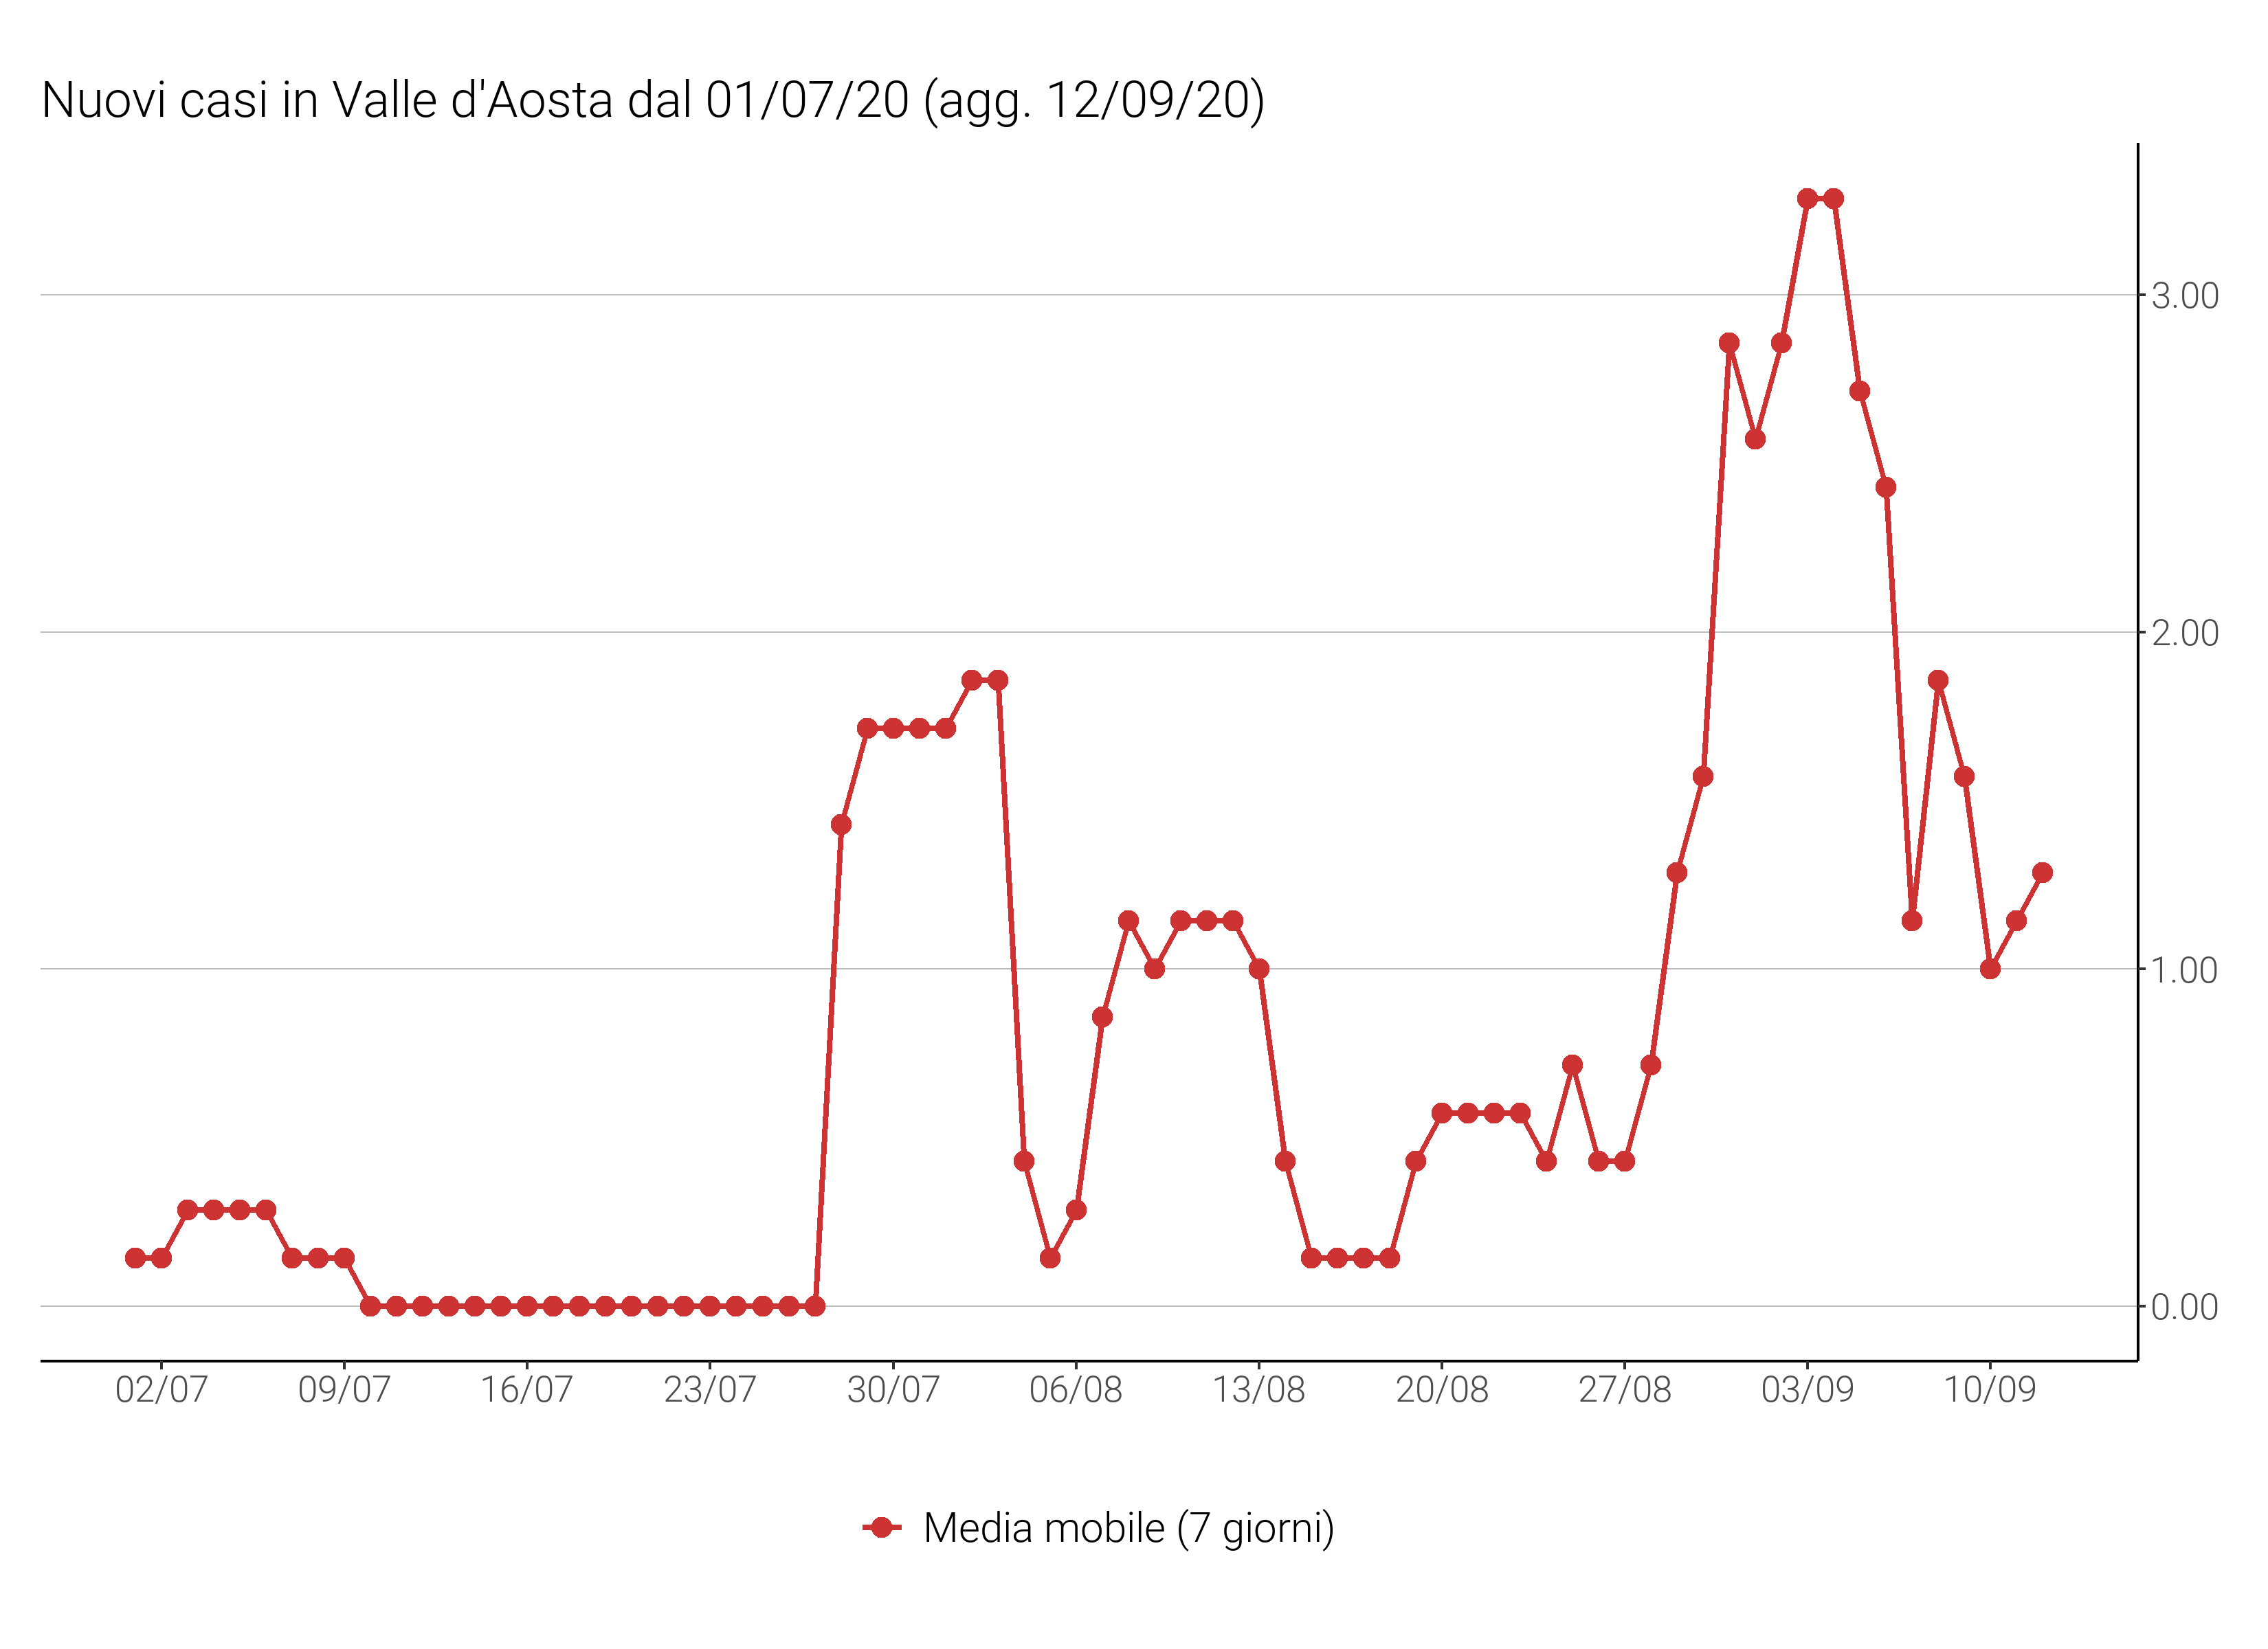 Nuovi casi in Valle d'Aosta dal 01/07/20 (agg. 12/09/20)
3.00
2.00
1.00
0.00
02/07 09/07 16/07 23/07 30/07 06/08 13/08 20/08 27/08 03/09 10/09
Media mobile (7 giorni)